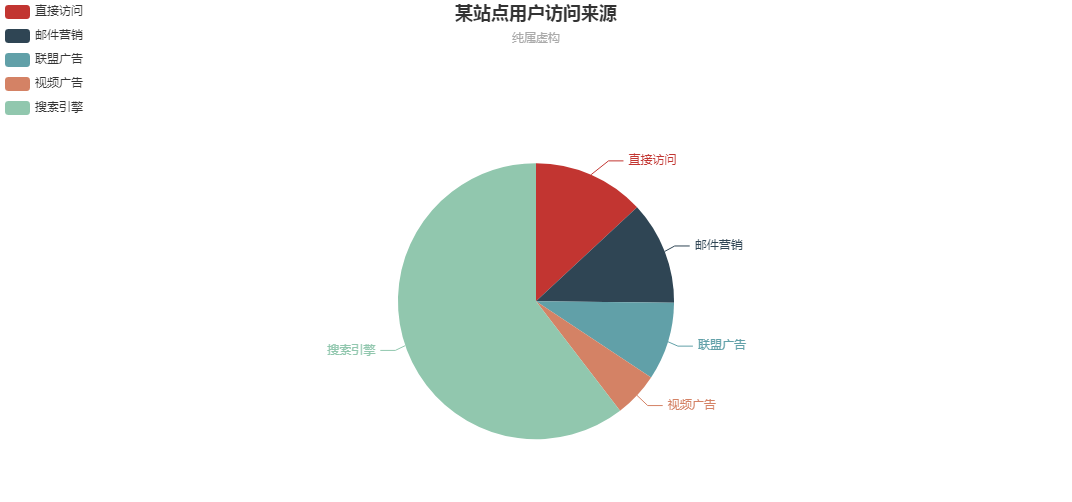 某站点用户访问来源
纯属虚构
直接访问
邮件营销
联盟广告
视频广告
搜索引擎
直接访问
邮件营销
联盟广告
视频广告
搜索引擎